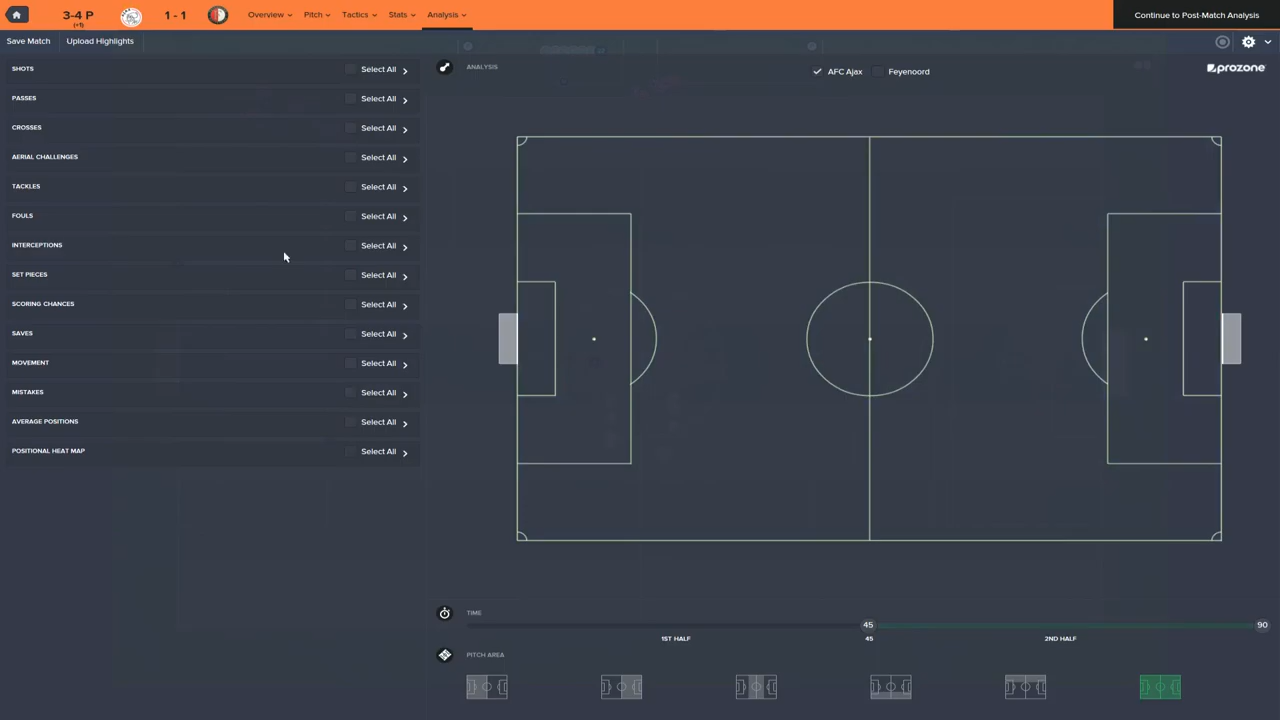 3-4 P
(+1)
1 - 1
Overview
Pitch
Tactics
Stats
Analysis
Continue to Post-Match Analysis
Save Match
Upload Highlights
SHOTS Select All
PASSES Select All
CROSSES Select All
AERIAL CHALLENGES Select All
TACKLES Select All
FOULS Select All
INTERCEPTIONS Select All
SET PIECES Select All
SCORING CHANCES Select All
SAVES Select All
MOVEMENT Select All
MISTAKES Select All
AVERAGE POSITIONS Select All
POSITIONAL HEAT MAP Select All
ANALYSIS
AFC Ajax
Feyenoord
prozone
TIME
45
90
1ST HALF
45
2ND HALF
PITCH AREA